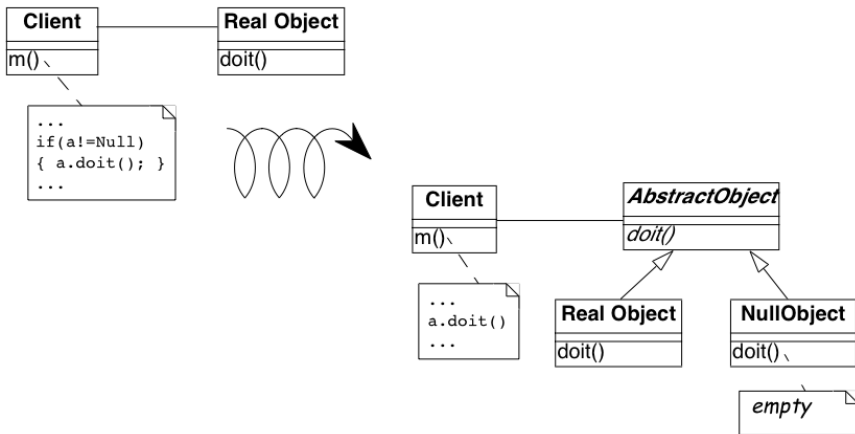 Client
m()
Real Object
doit()
...
if(a!=Null)
{ a.doit(); }
...
Client
m()
AbstractObject
doit()
...
a.doit()
...
Real Object
doit()
NullObject
doit()
empty